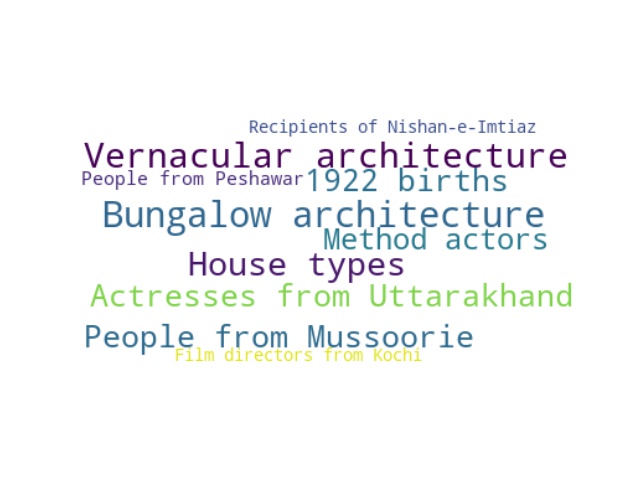 Recipients of Nishan-e-Imtiaz
Vernacular architecture
People from Peshawar
1922 births
Bungalow architecture
Method actors
House types
Actresses from Uttarakhand
People from Mussoorie
Film directors from Kochi